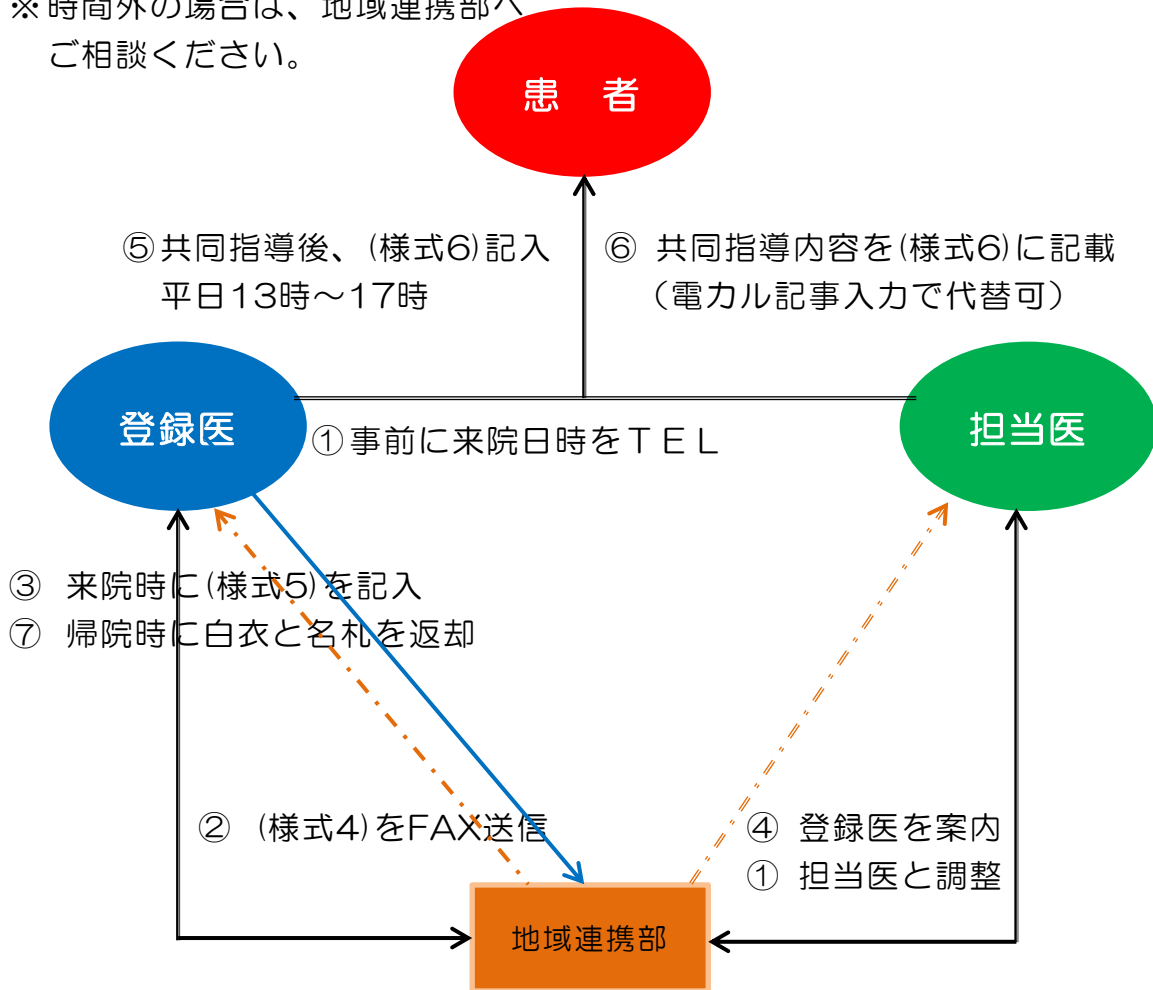 ※時間外の場合は、地域連携部へ
ご相談ください。
患　者
⑤共同指導後、(様式6)記入
平日13時～17時
⑥ 共同指導内容を(様式6)に記載
（電カル記事入力で代替可）
登録医
担当医
①事前に来院日時をＴＥＬ
③ 来院時に(様式5)を記入
⑦ 帰院時に白衣と名札を返却
② (様式4)をFAX送信
④ 登録医を案内
① 担当医と調整
地域連携部